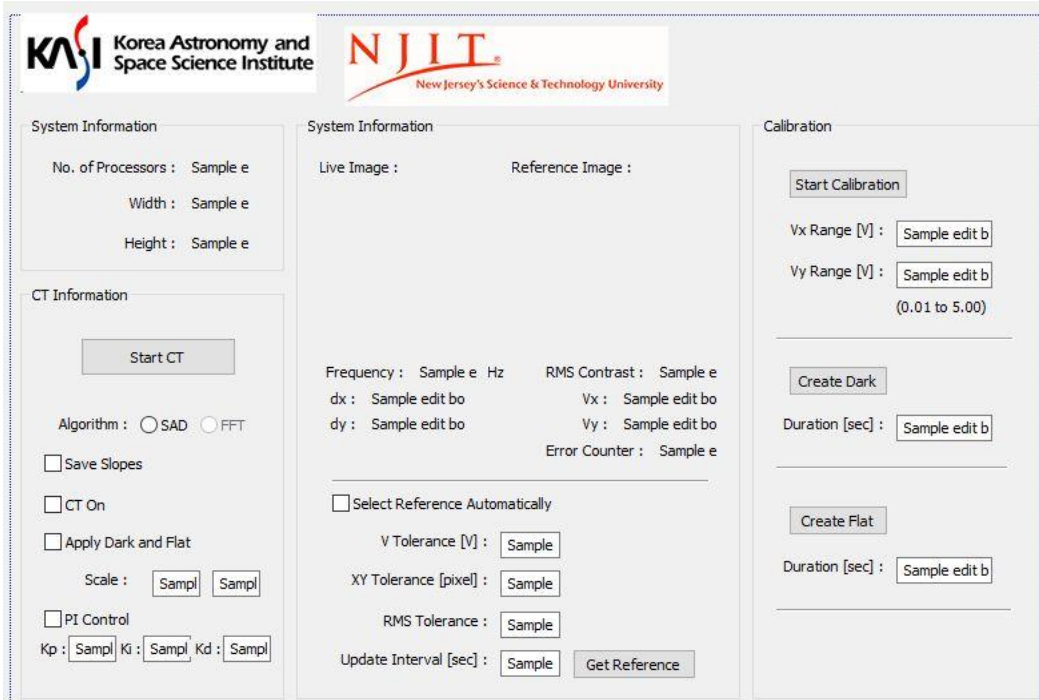 KASI Korea Astronomy and
Space Science Institute
NJIT®
New Jersey's Science & Technology University
System Information
No. of Processors : Sample e
Width : Sample e
Height : Sample e
CT Information
Start CT
Algorithm : SAD FFT
Save Slopes
CT On
Apply Dark and Flat
Scale : Sampl Sampl
PI Control
Kp : Sampl Ki : Sampl Kd : Sampl
System Information
Live Image : Reference Image :
Frequency : Sample e Hz RMS Contrast : Sample e
dx : Sample edit bo Vx : Sample edit bo
dy : Sample edit bo Vy : Sample edit bo
Error Counter : Sample e
Select Reference Automatically
V Tolerance [V] : Sample
XY Tolerance [pixel] : Sample
RMS Tolerance : Sample
Update Interval [sec] : Sample Get Reference
Calibration
Start Calibration
Vx Range [V] : Sample edit b
Vy Range [V] : Sample edit b
(0.01 to 5.00)
Create Dark
Duration [sec] : Sample edit b
Create Flat
Duration [sec] : Sample edit b